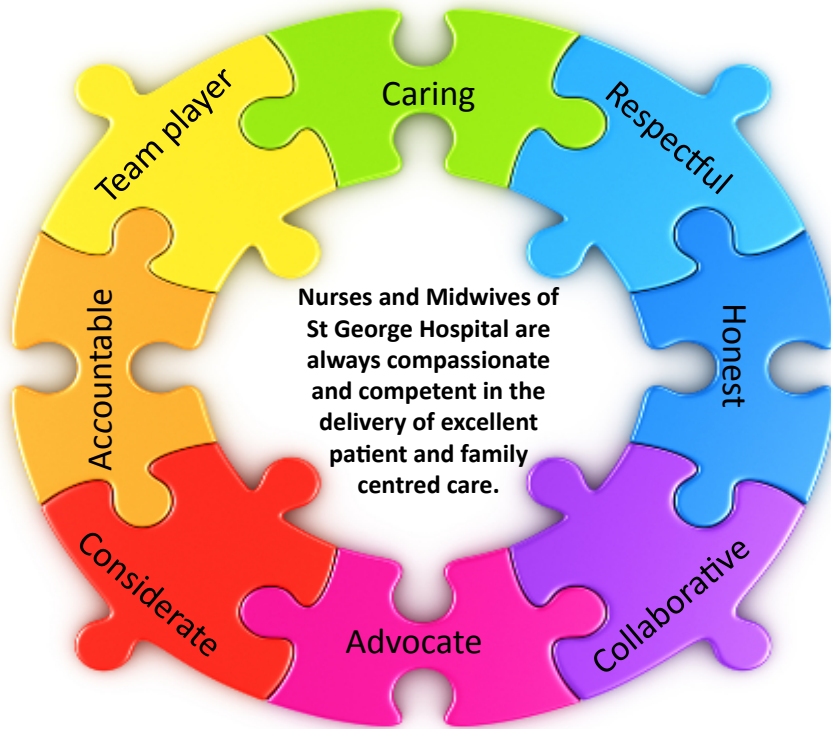 Caring
Respectful
Honest
Collaborative
Advocate
Considerate
Accountable
Team player
Nurses and Midwives of
St George Hospital are
always compassionate
and competent in the
delivery of excellent
patient and family
centred care.